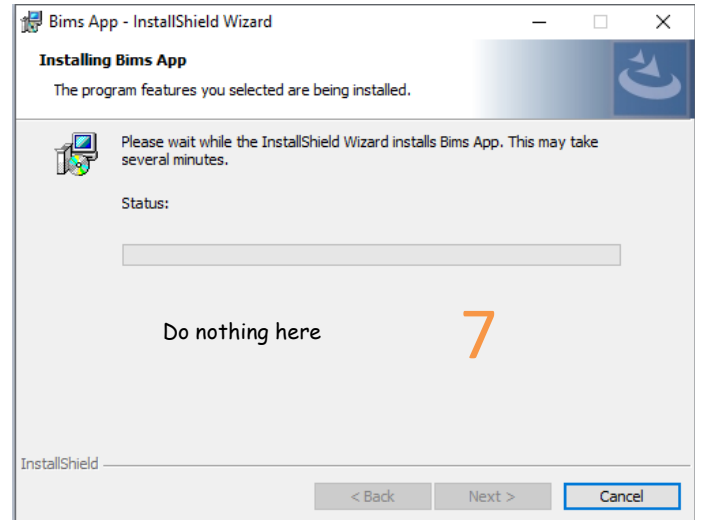 Bims App - InstallShield Wizard
Installing Bims App
The program features you selected are being installed.
Please wait while the InstallShield Wizard installs Bims App. This may take
several minutes.
Status:
Do nothing here
7
InstallShield
< Back
Next >
Cancel